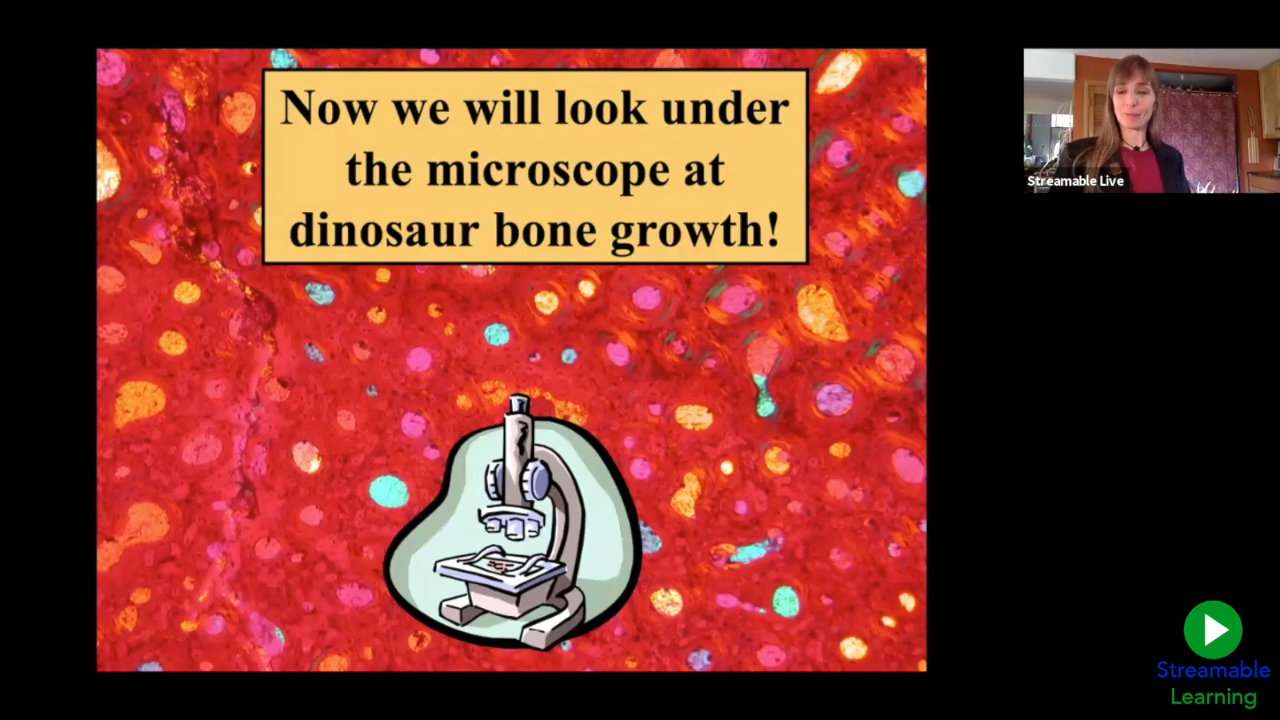 Now we will look under
the microscope at
dinosaur bone growth!
Streamable Live
Streamable
Learning